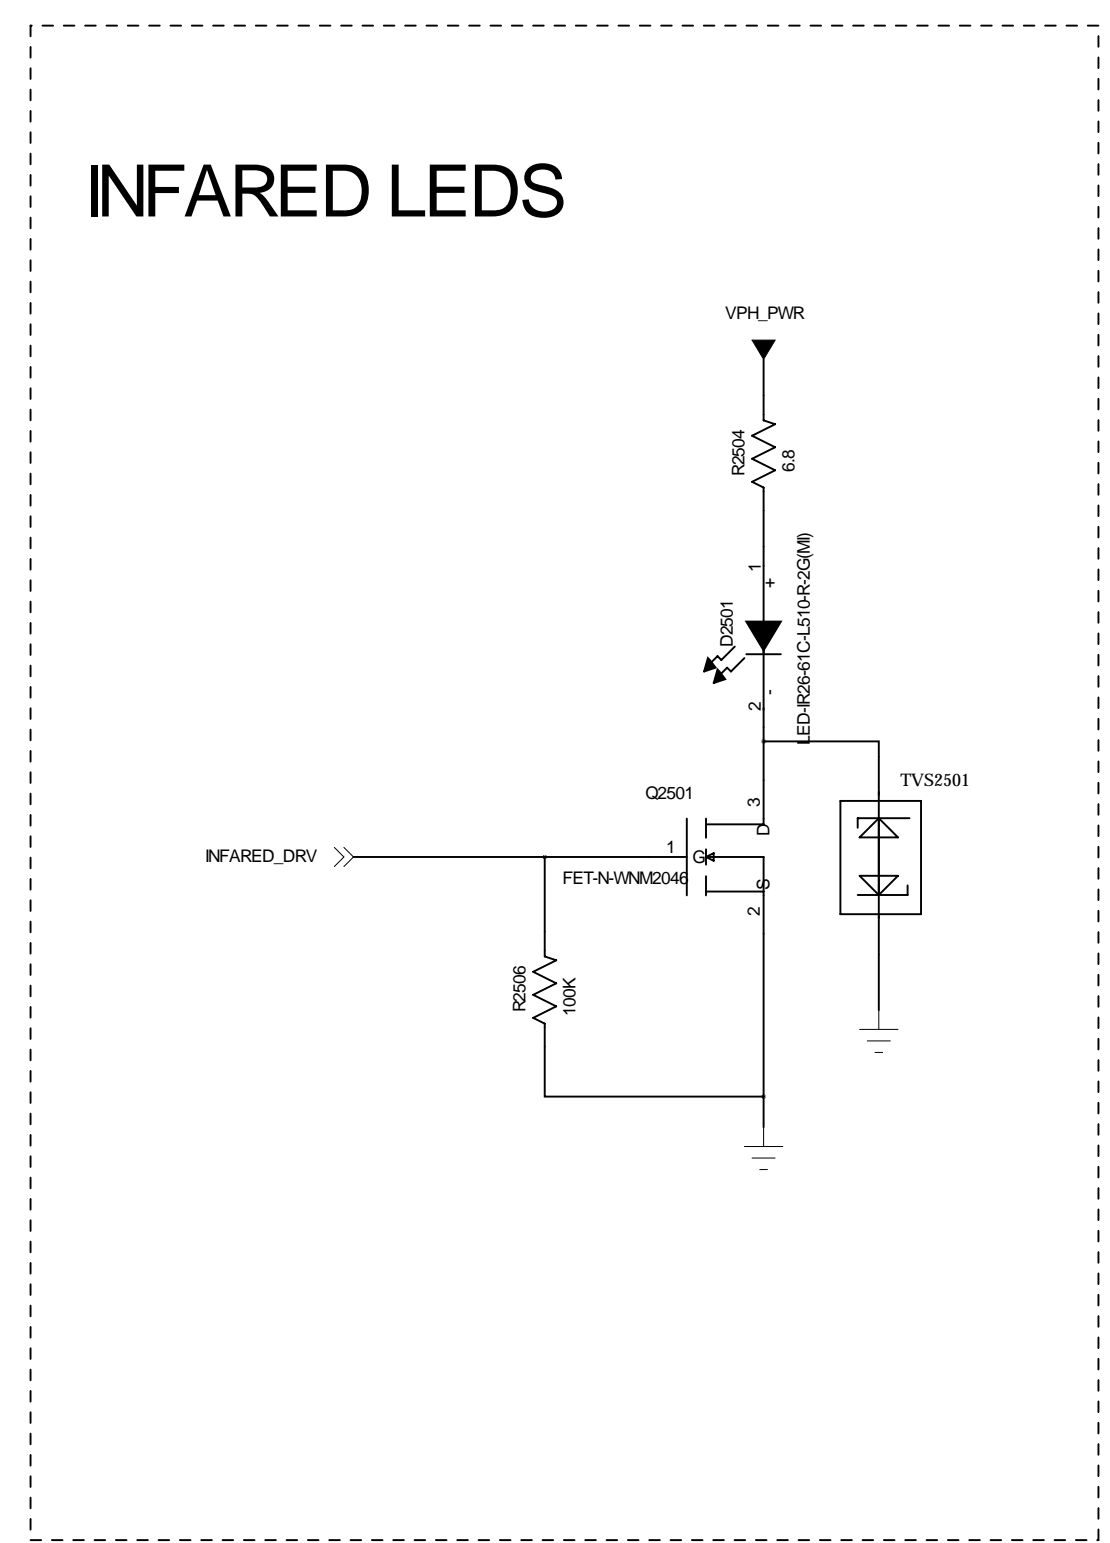 INFARED LEDS
VPH_PWR
R2504
6.8
1
+
D2501
LED-IR26-61C-L510-R-2G(MI)
2
-
TVS2501
Q2501
3
D
INFARED_DRV
1
G
FET-N-WNM2046
S
2
R2506
100K